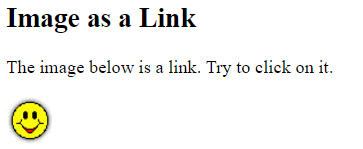 Image as a Link
The image below is a link. Try to click on it.